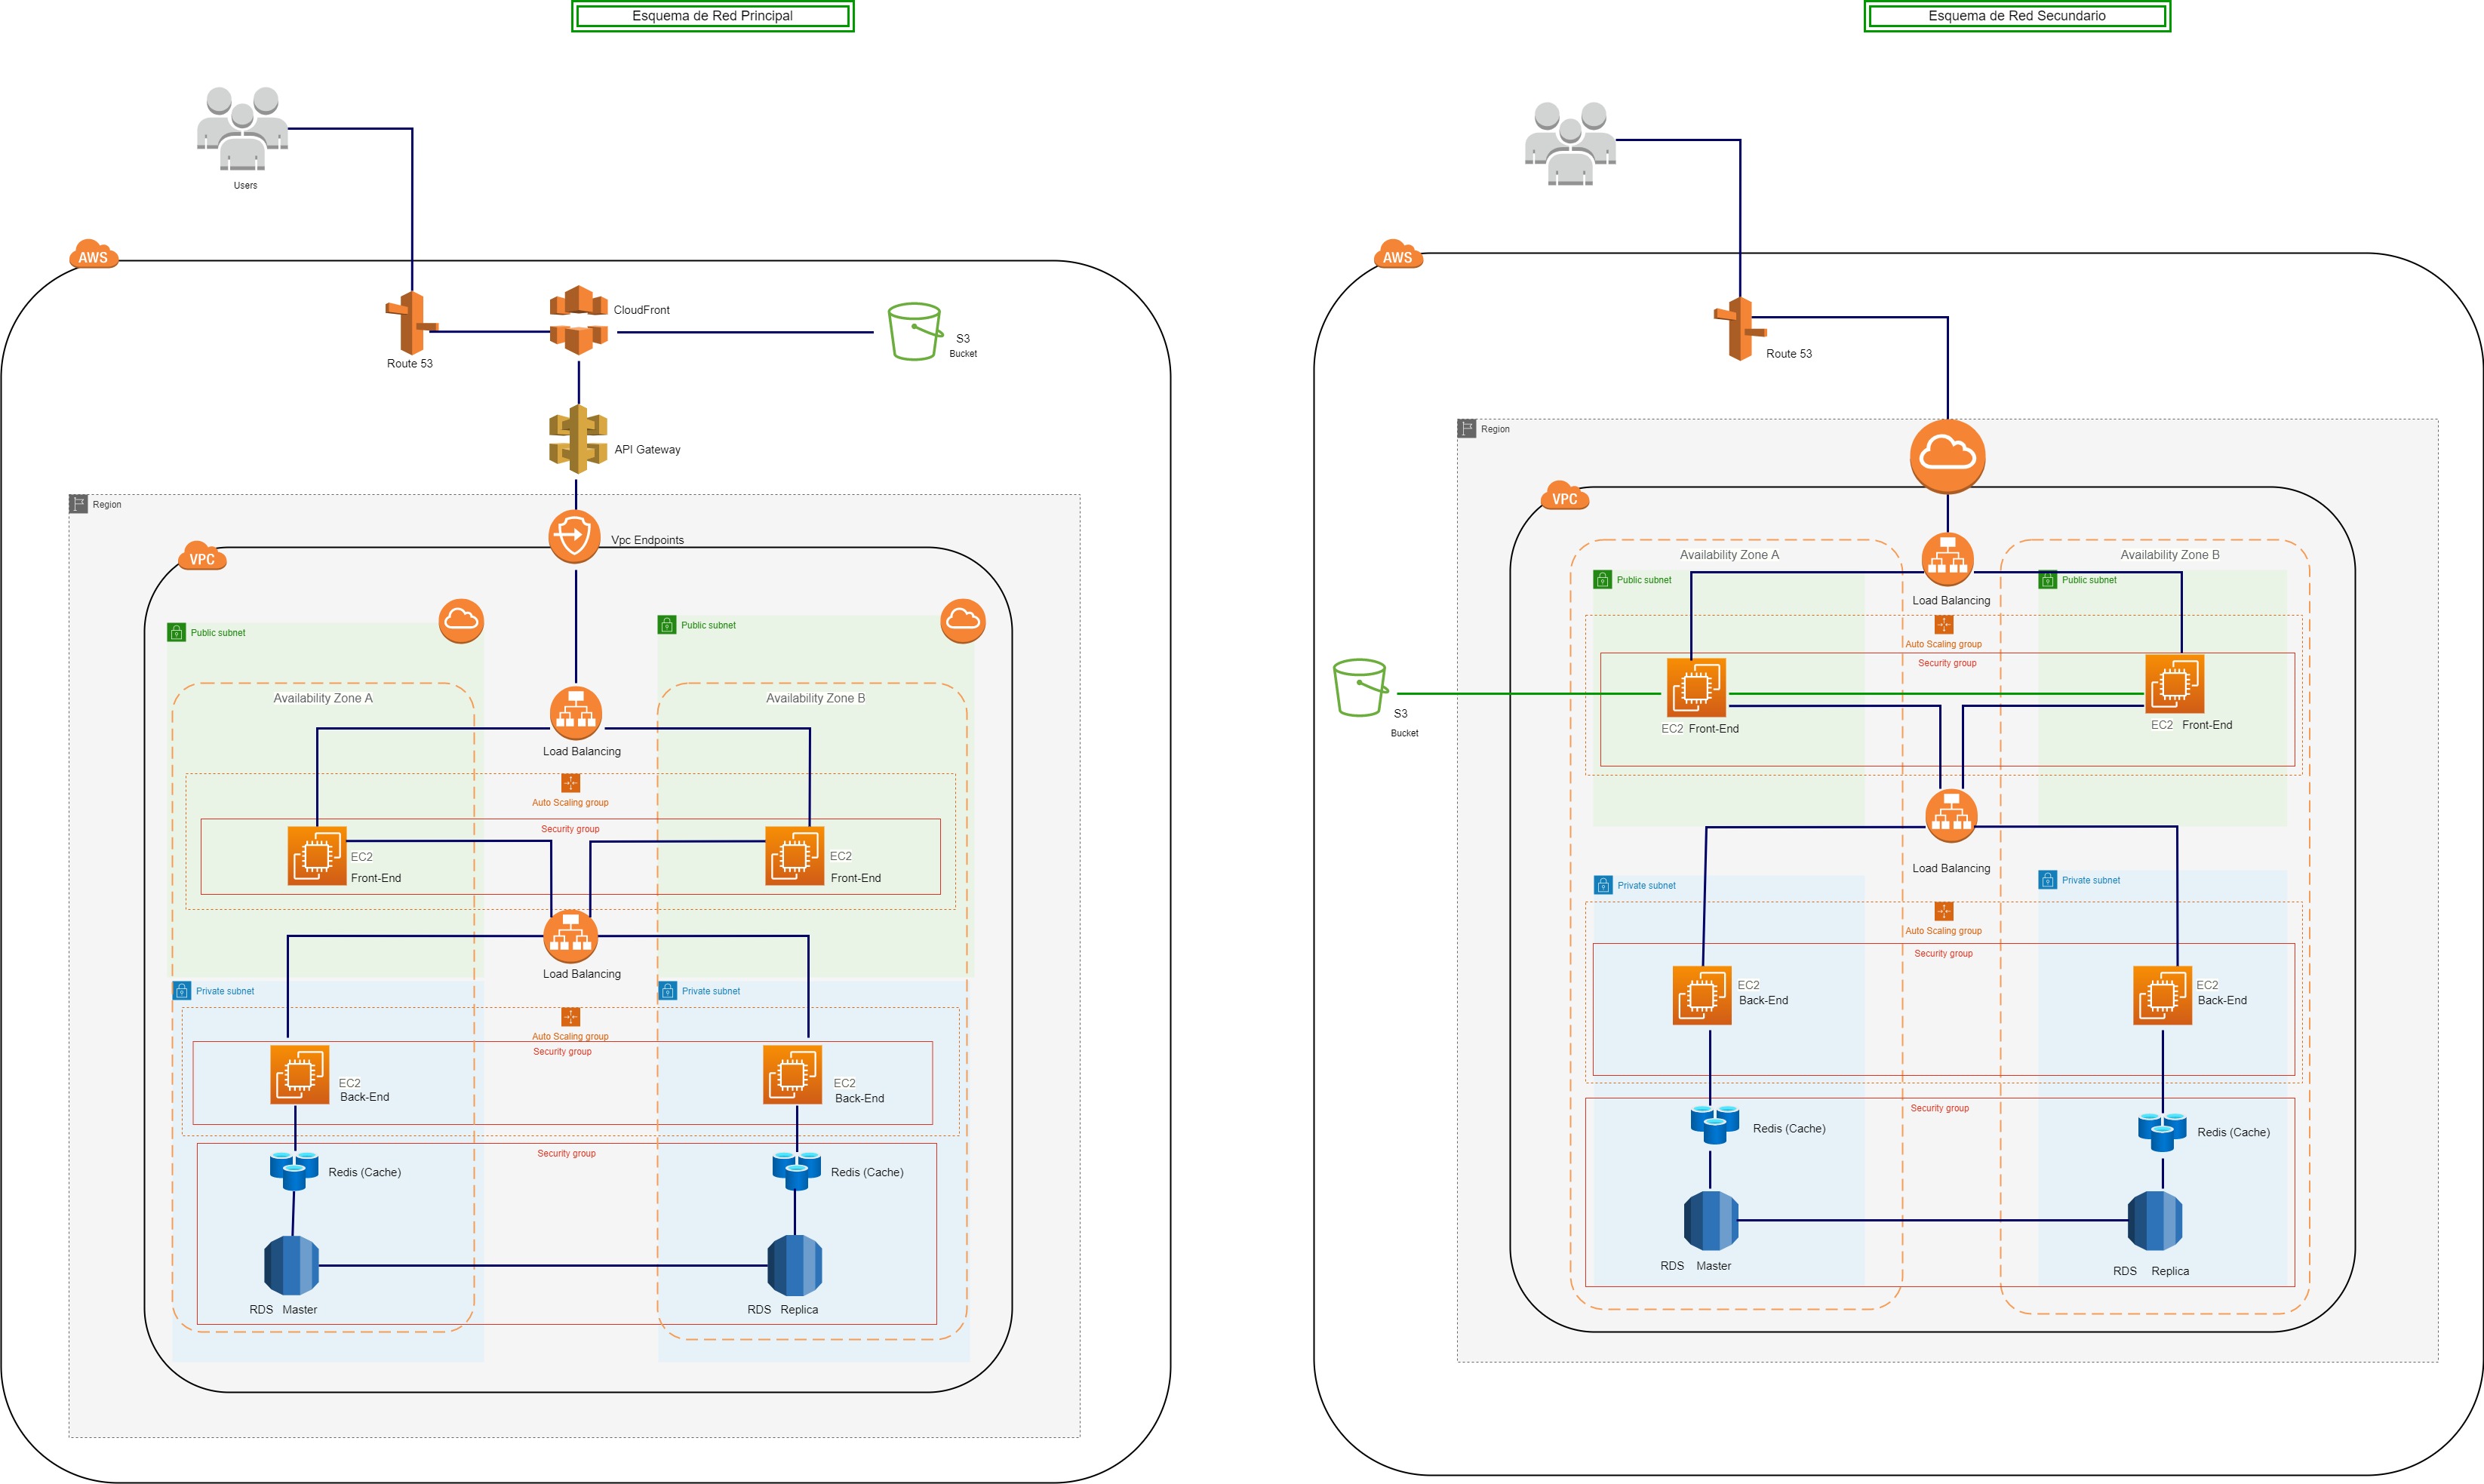 Esquema de Red Principal
Users
AWS
CloudFront
S3
Bucket
Route 53
API Gateway
Region
Vpc Endpoints
VPC
Public subnet
Public subnet
Availability Zone A
Availability Zone B
Load Balancing
Auto Scaling group
Security group
EC2
Front-End
EC2
Front-End
Load Balancing
Private subnet
Private subnet
Auto Scaling group
Security group
EC2
Back-End
EC2
Back-End
Security group
Redis (Cache)
Redis (Cache)
RDS Master
RDS Replica
Esquema de Red Secundario
AWS
Route 53
Region
VPC
Availability Zone A
Availability Zone B
Public subnet
Public subnet
Load Balancing
Auto Scaling group
Security group
S3
Bucket
EC2 Front-End
EC2 Front-End
Load Balancing
Private subnet
Private subnet
Auto Scaling group
Security group
EC2
Back-End
EC2
Back-End
Security group
Redis (Cache)
Redis (Cache)
RDS Master
RDS Replica